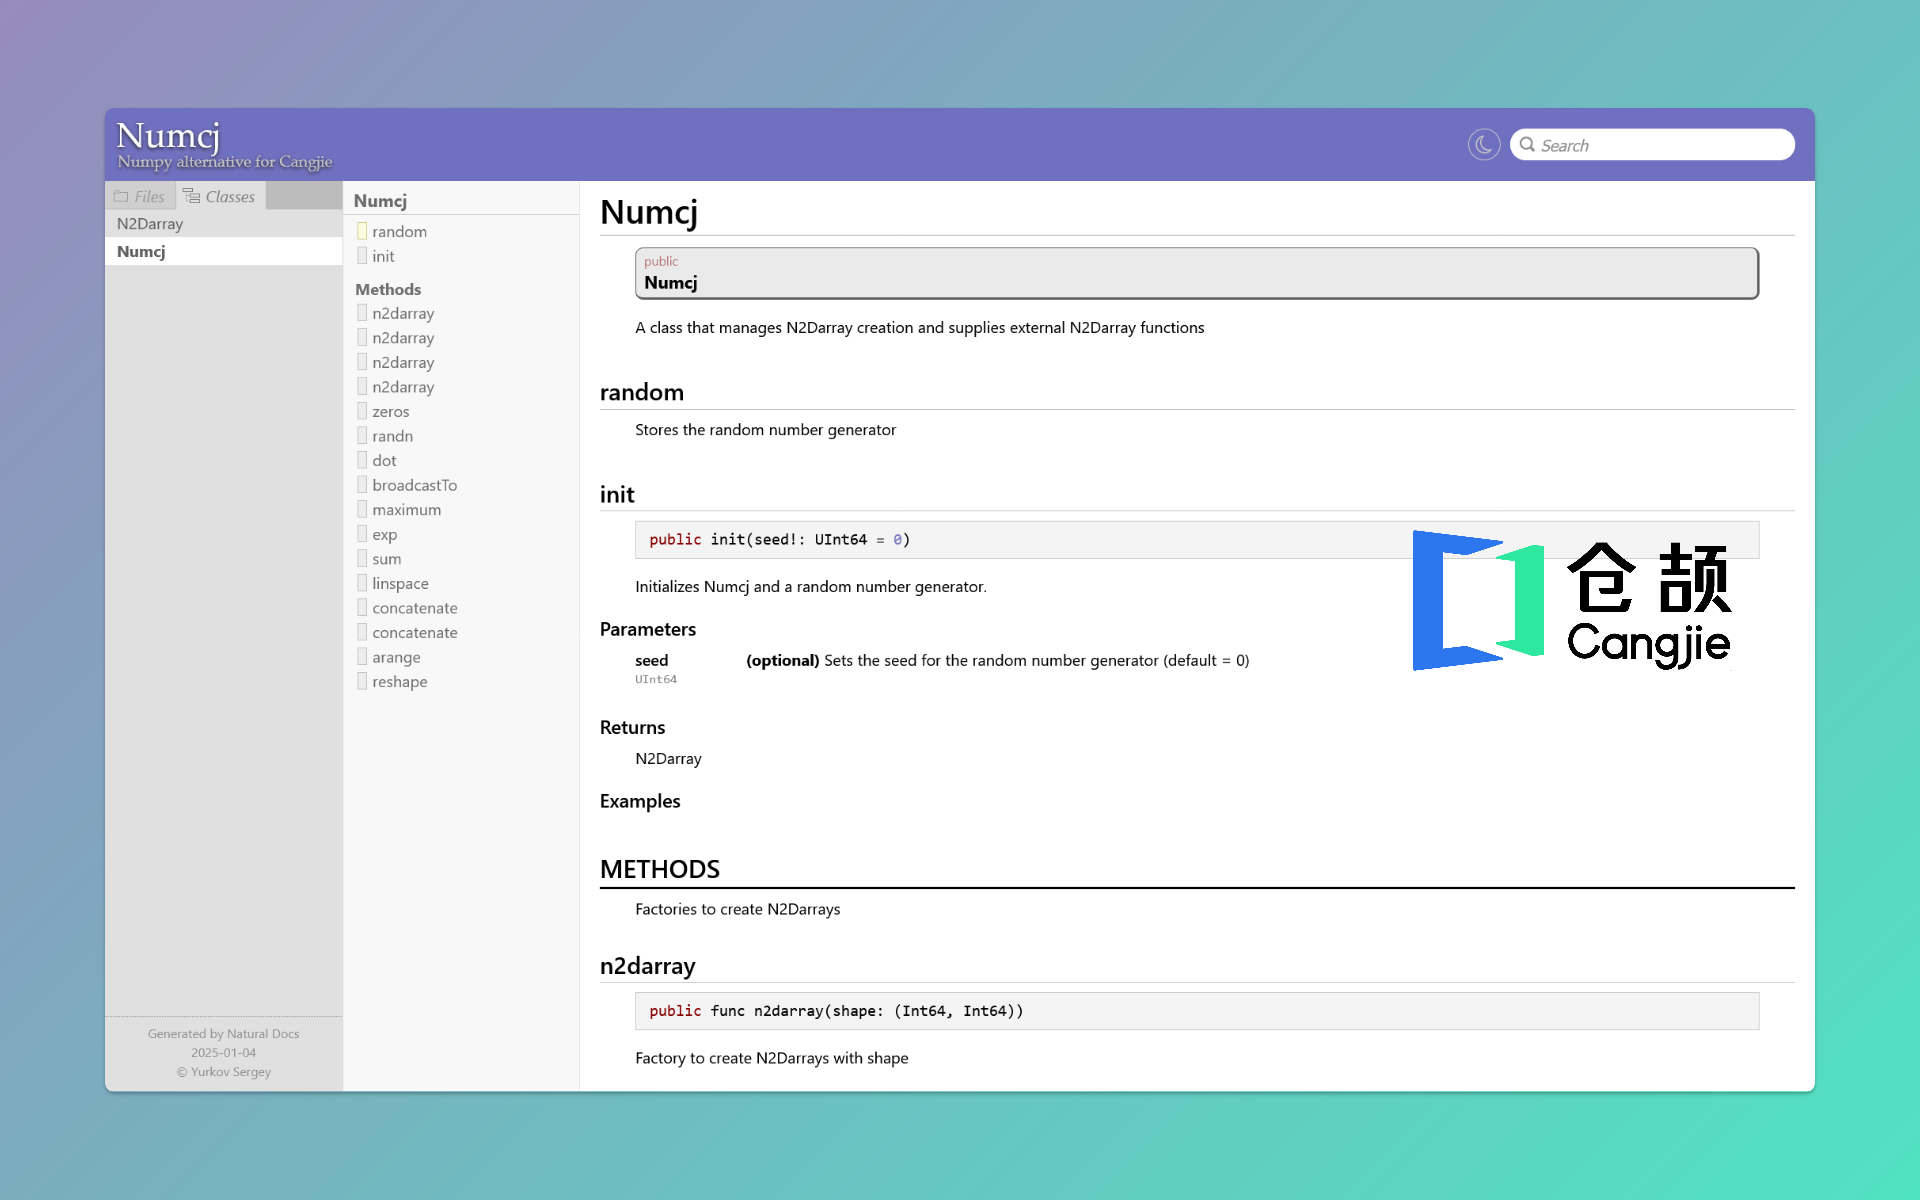 Numcj
Numpy alternative for Cangjie
Search
Files
Classes
N2Darray
Numcj
Generated by Natural Docs
2025-01-04
© Yurkov Sergey
Numcj
random
init
Methods
n2darray
n2darray
n2darray
n2darray
zeros
randn
dot
broadcastTo
maximum
exp
sum
linspace
concatenate
concatenate
arange
reshape
Numcj
public
Numcj
A class that manages N2Darray creation and supplies external N2Darray functions
random
Stores the random number generator
init
public init(seed!: UInt64 = 0)
Initializes Numcj and a random number generator.
Parameters
seed
UInt64
(optional) Sets the seed for the random number generator (default = 0)
仓颉
Cangjie
Returns
N2Darray
Examples
METHODS
Factories to create N2Darrays
n2darray
public func n2darray(shape: (Int64, Int64))
Factory to create N2Darrays with shape